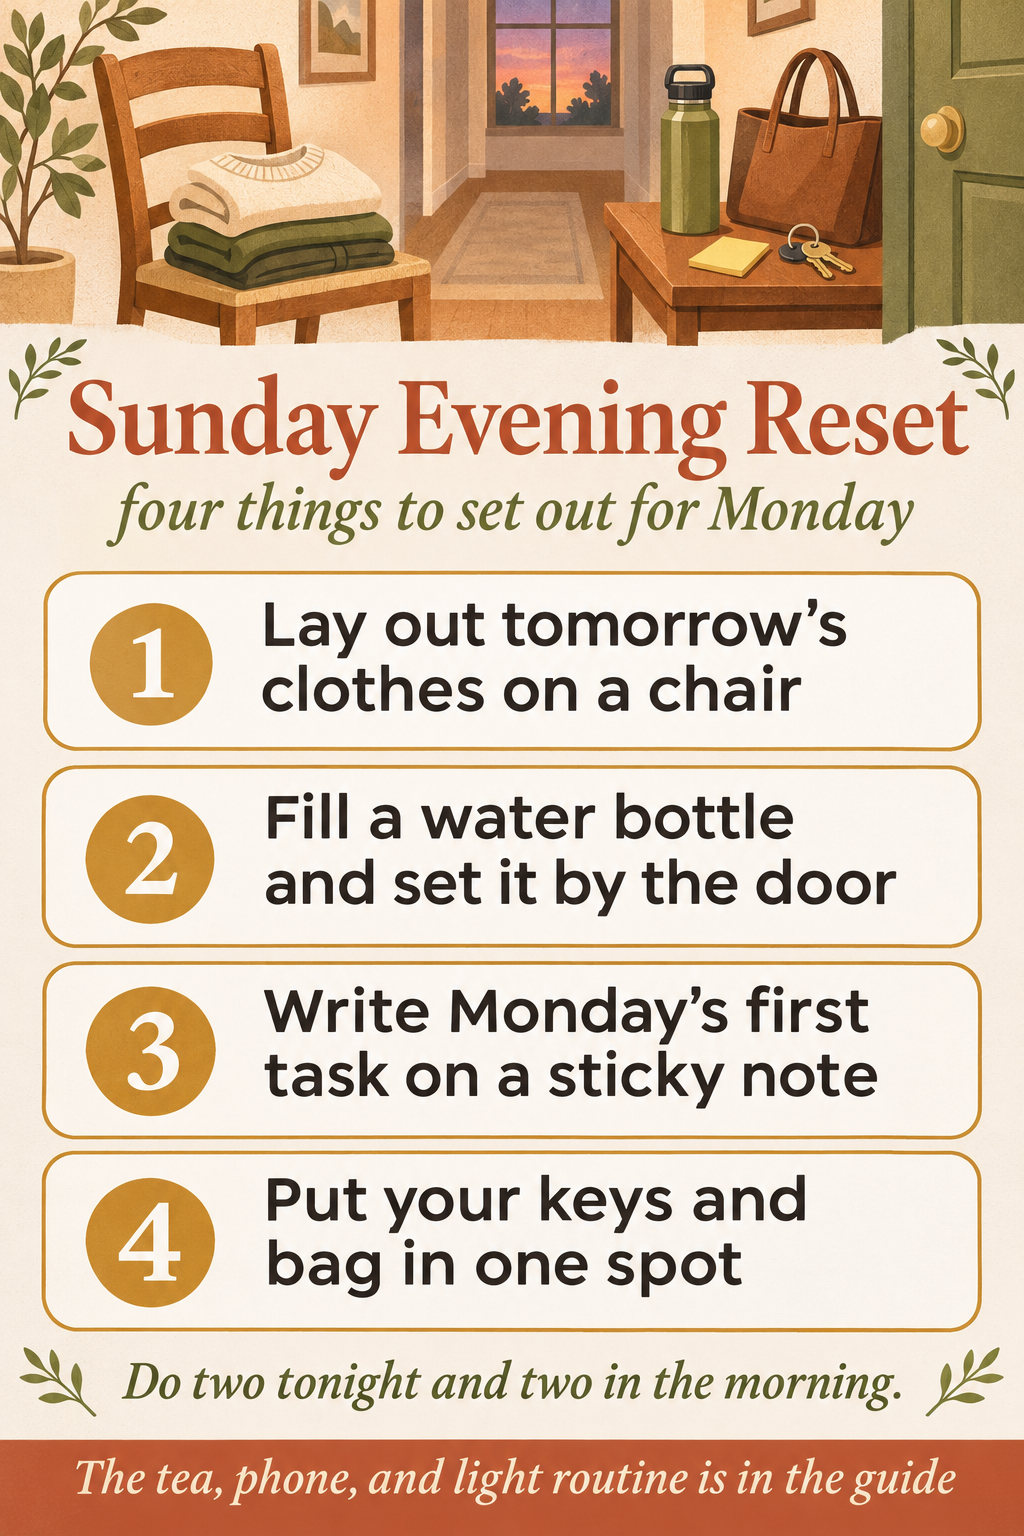 Sunday Evening Reset
four things to set out for Monday
1
Lay out tomorrow’s
clothes on a chair
2
Fill a water bottle
and set it by the door
3
Write Monday’s first
task on a sticky note
4
Put your keys and
bag in one spot
Do two tonight and two in the morning.
The tea, phone, and light routine is in the guide